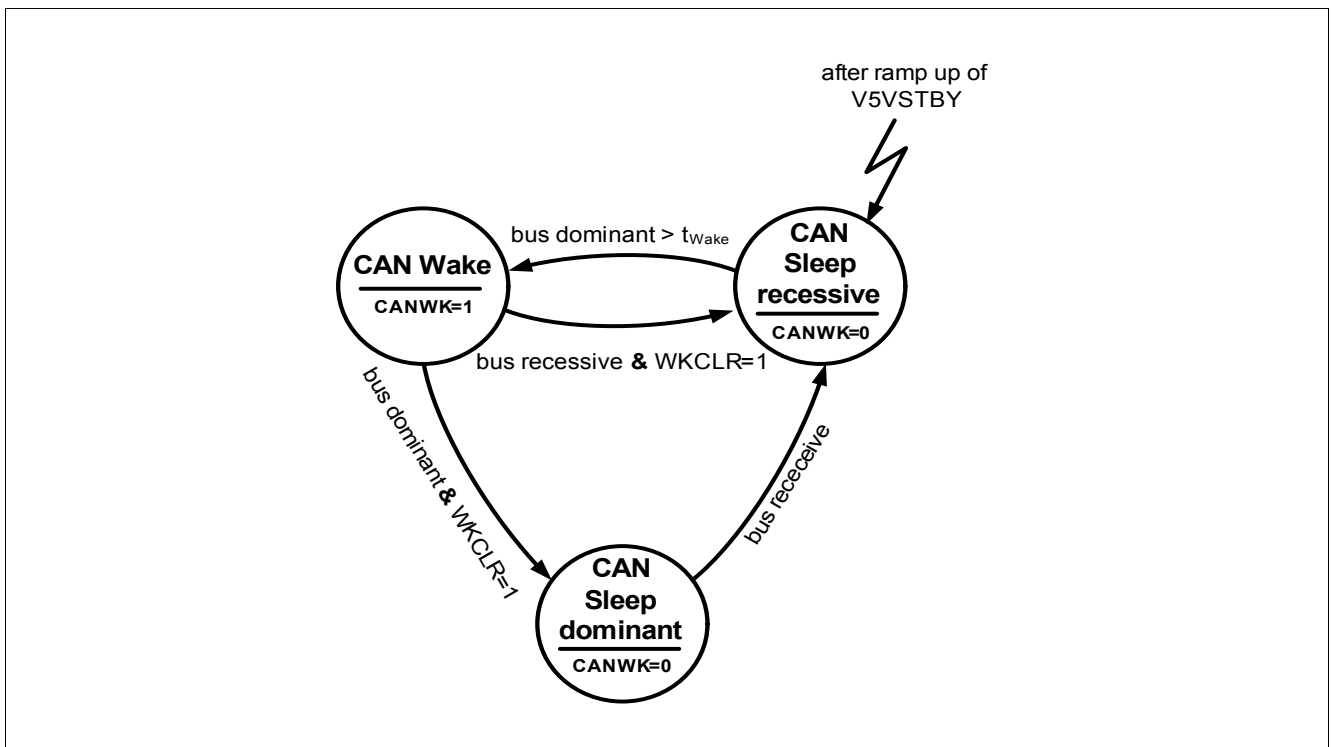 after ramp up of
V5VSTBY
bus dominant > tWake
CAN Wake
CANWK=1
CAN
Sleep
recessive
CANWK=0
bus recessive & WKCLR=1
bus dominant & WKCLR=1
bus receceive
CAN
Sleep
dominant
CANWK=0